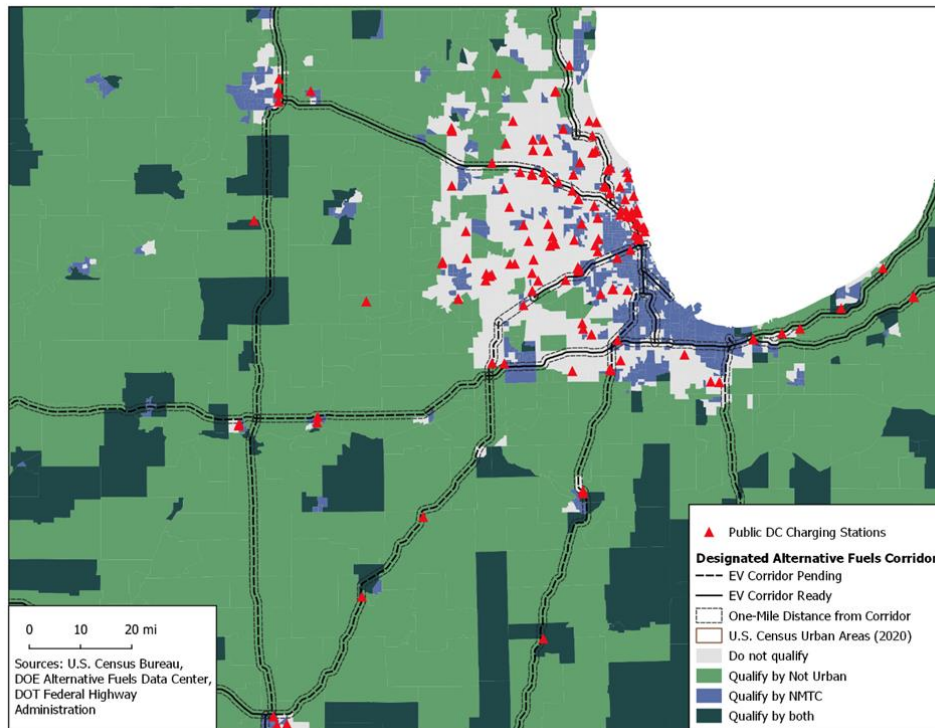 Public DC Charging Stations
Designated Alternative Fuels Corridor
EV Corridor Pending
EV Corridor Ready
One-Mile Distance from Corridor
U.S. Census Urban Areas (2020)
Do not qualify
Qualify by Not Urban
Qualify by NMTC
Qualify by both
0 10 20 mi
Sources: U.S. Census Bureau,
DOE Alternative Fuels Data Center,
DOT Federal Highway
Administration